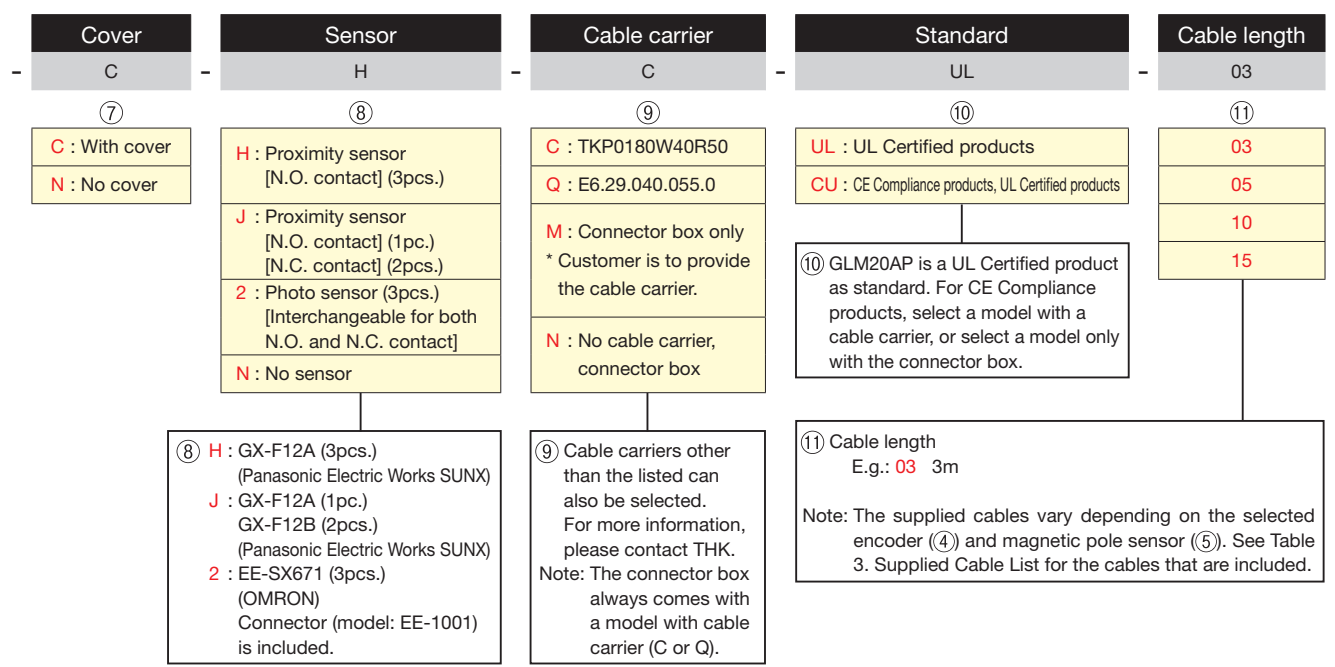 Cover
Sensor
Cable carrier
Standard
Cable length
- C - H - C - UL - 03
⑦
⑧
⑨
⑩
⑪
C : With cover
N : No cover
H : Proximity sensor
[N.O. contact] (3pcs.)
J : Proximity sensor
[N.O. contact] (1pc.)
[N.C. contact] (2pcs.)
2 : Photo sensor (3pcs.)
[Interchangeable for both
N.O. and N.C. contact]
N : No sensor
C : TKP0180W40R50
Q : E6.29.040.055.0
M : Connector box only
* Customer is to provide
the cable carrier.
N : No cable carrier,
connector box
UL : UL Certified products
CU : CE Compliance products, UL Certified products
03
05
10
15
⑩ GLM20AP is a UL Certified product
as standard. For CE Compliance
products, select a model with a
cable carrier, or select a model only
with the connector box.
⑧ H : GX-F12A (3pcs.)
(Panasonic Electric Works SUNX)
J : GX-F12A (1pc.)
GX-F12B (2pcs.)
(Panasonic Electric Works SUNX)
2 : EE-SX671 (3pcs.)
(OMRON)
Connector (model: EE-1001)
is included.
⑨ Cable carriers other
than the listed can
also be selected.
For more information,
please contact THK.
Note: The connector box
always comes with
a model with cable
carrier (C or Q).
⑪ Cable length
E.g.: 03 3m
Note: The supplied cables vary depending on the selected
encoder (④) and magnetic pole sensor (⑤). See Table
3. Supplied Cable List for the cables that are included.